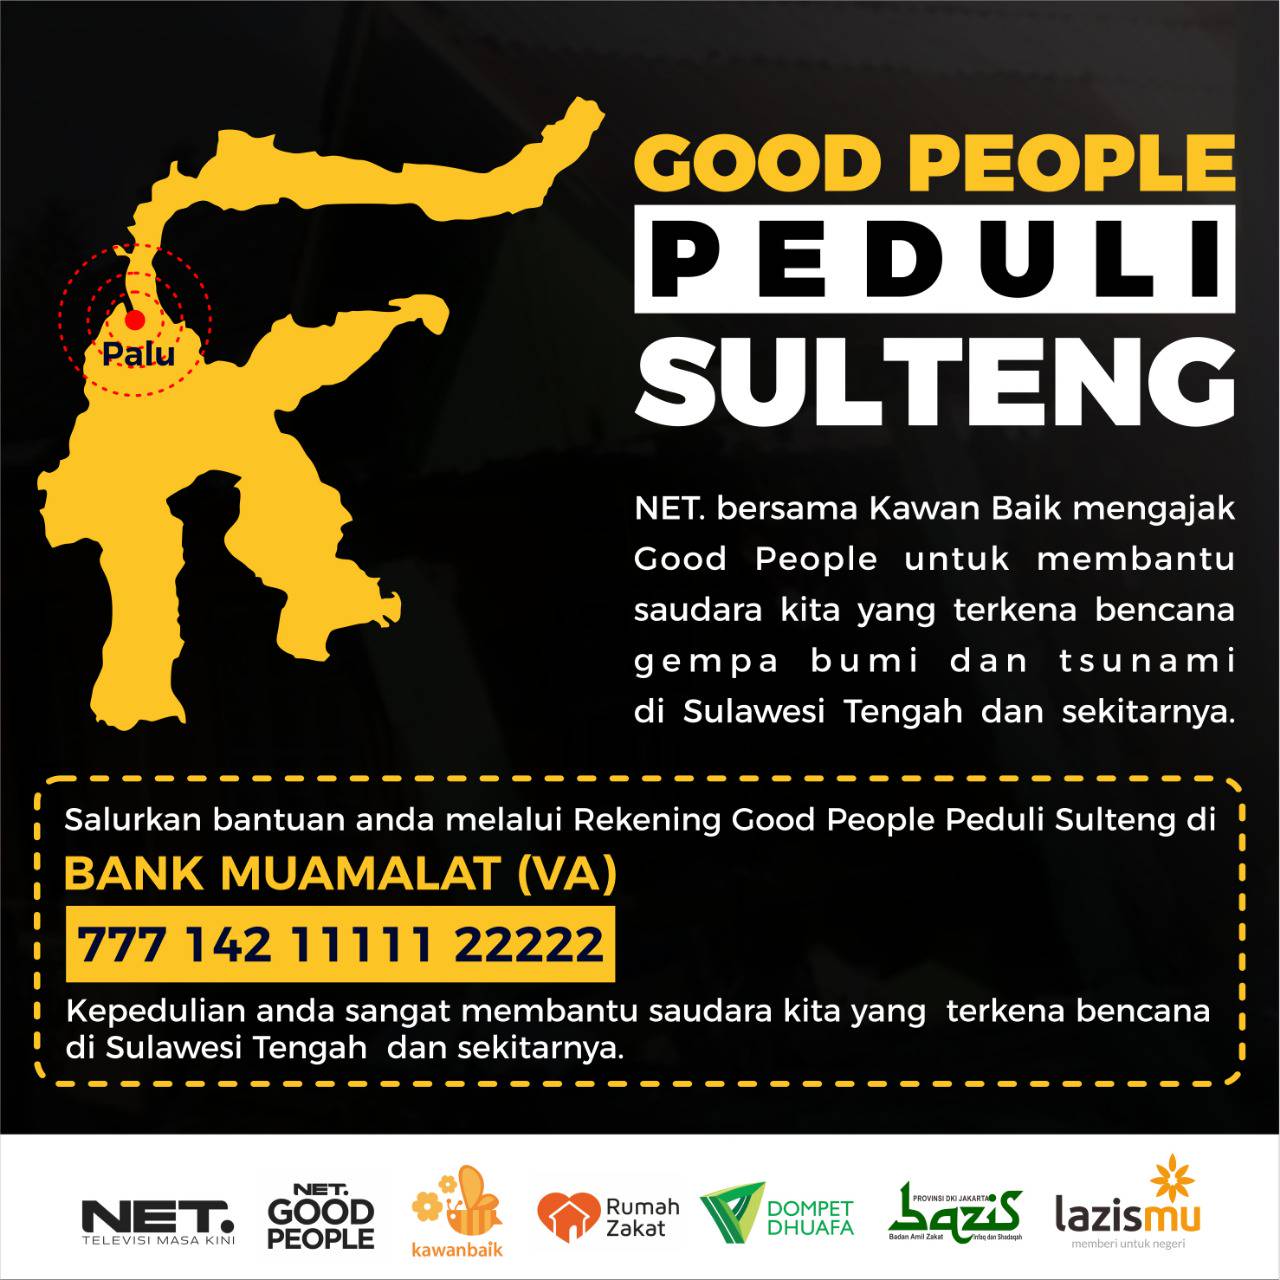 GOOD PEOPLE
PEDULI
SULTENG
Palu
NET. bersama Kawan Baik mengajak
Good People untuk membantu
saudara kita yang terkena bencana
gempa bumi dan tsunami
di Sulawesi Tengah dan sekitarnya.
Salurkan bantuan anda melalui Rekening Good People Peduli Sulteng di
BANK MUAMALAT (VA)
777 142 11111 22222
Kepedulian anda sangat membantu saudara kita yang terkena bencana
di Sulawesi Tengah dan sekitarnya.
NET.
TELEVISI MASA KINI
NET.
GOOD
PEOPLE
kawanbaik
Rumah
Zakat
DOMPET
DHUAFA
PROVINSI DKI JAKARTA
bazis
Badan Amil Zakat Infaq dan Shadaqah
lazismu
memberi untuk negeri